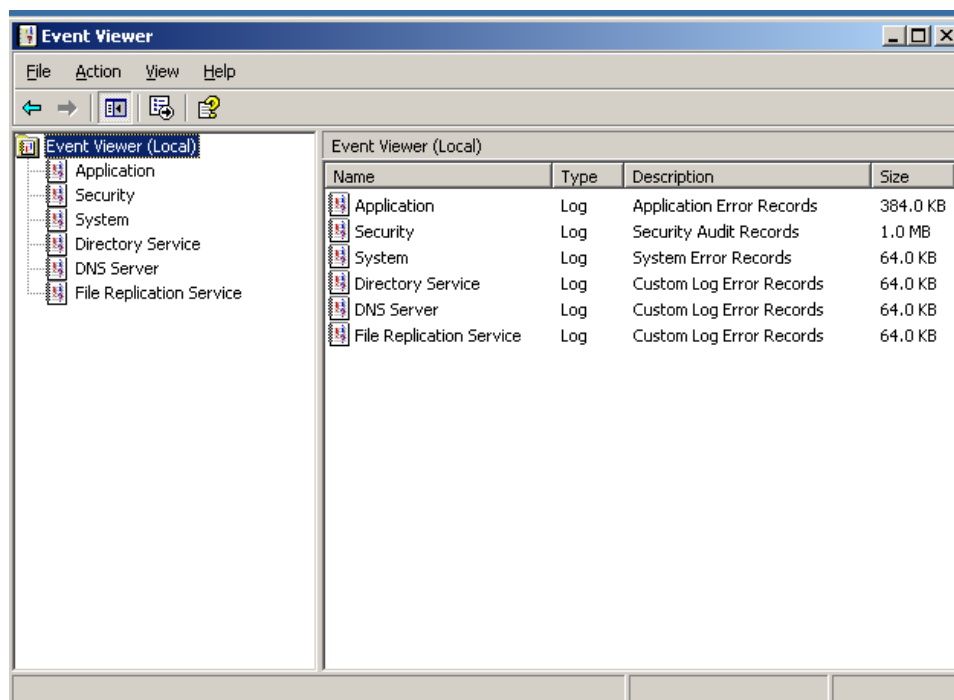 Event Viewer
File Action View Help
Event Viewer (Local)
Application
Security
System
Directory Service
DNS Server
File Replication Service
Event Viewer (Local)
Name Type Description Size
Application Log Application Error Records 384.0 KB
Security Log Security Audit Records 1.0 MB
System Log System Error Records 64.0 KB
Directory Service Log Custom Log Error Records 64.0 KB
DNS Server Log Custom Log Error Records 64.0 KB
File Replication Service Log Custom Log Error Records 64.0 KB